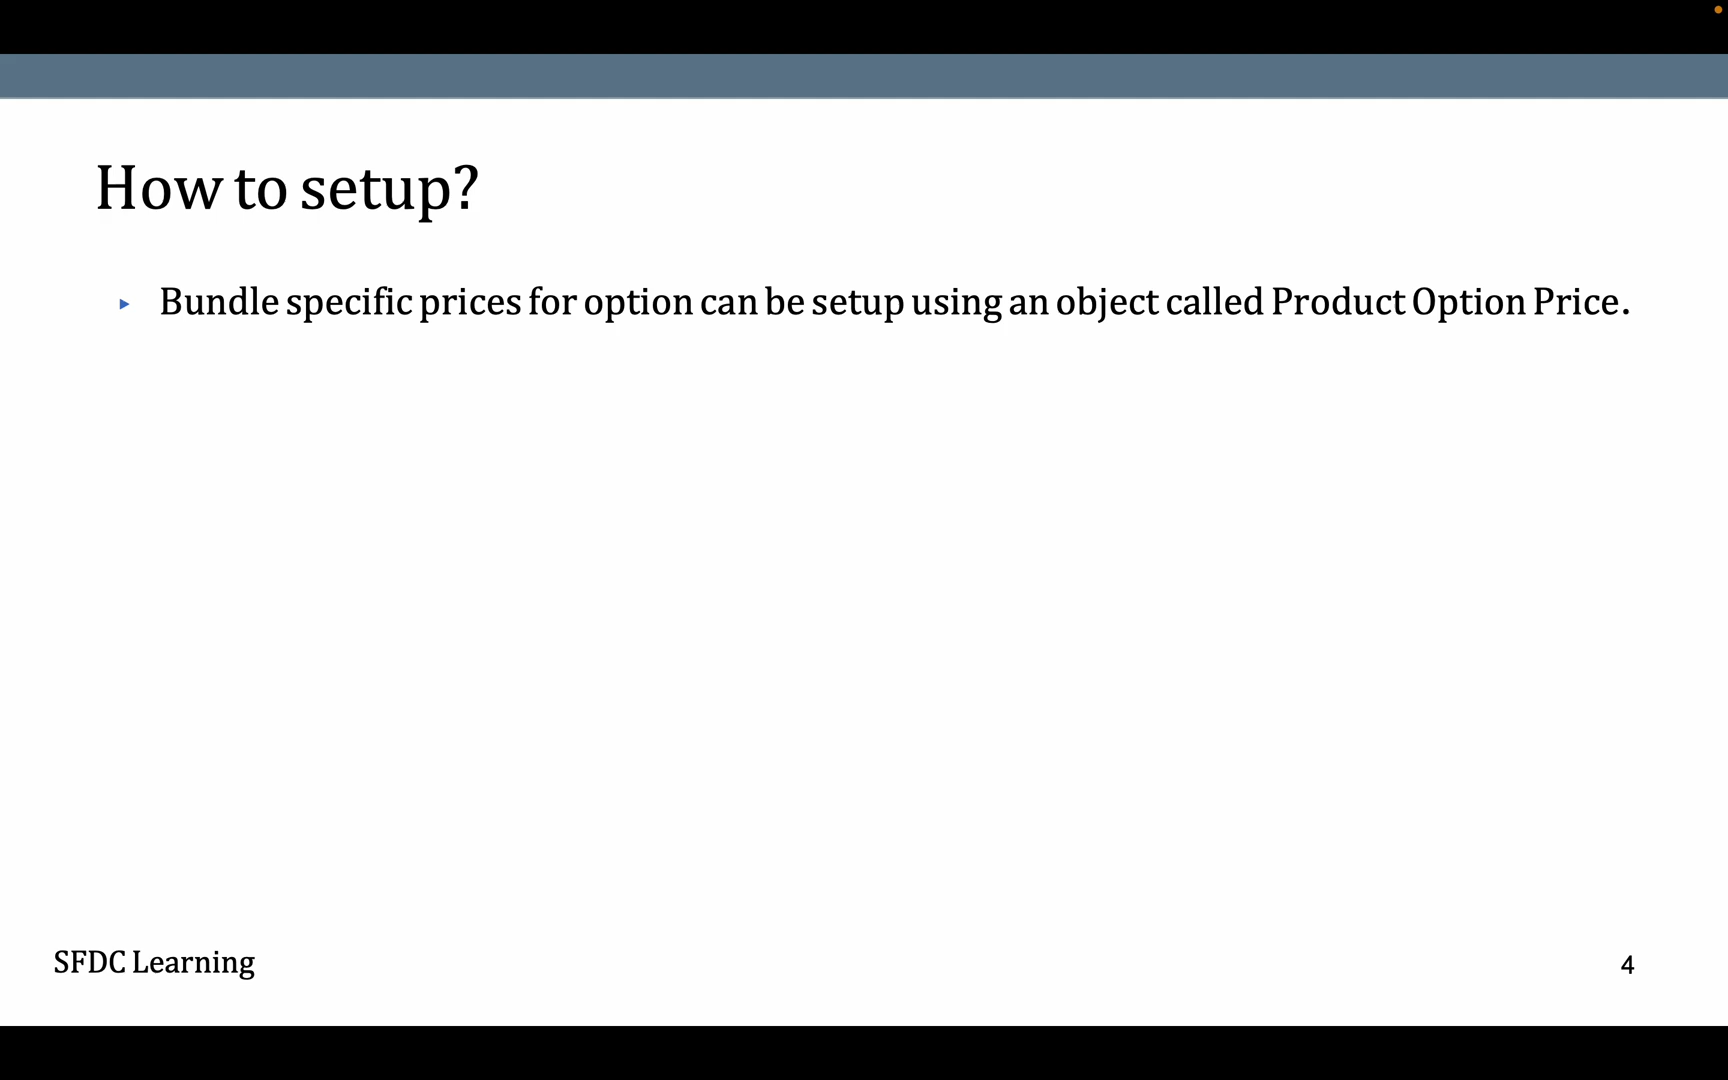 How to setup?
Bundle specific prices for option can be setup using an object called Product Option Price.
SFDC Learning
4